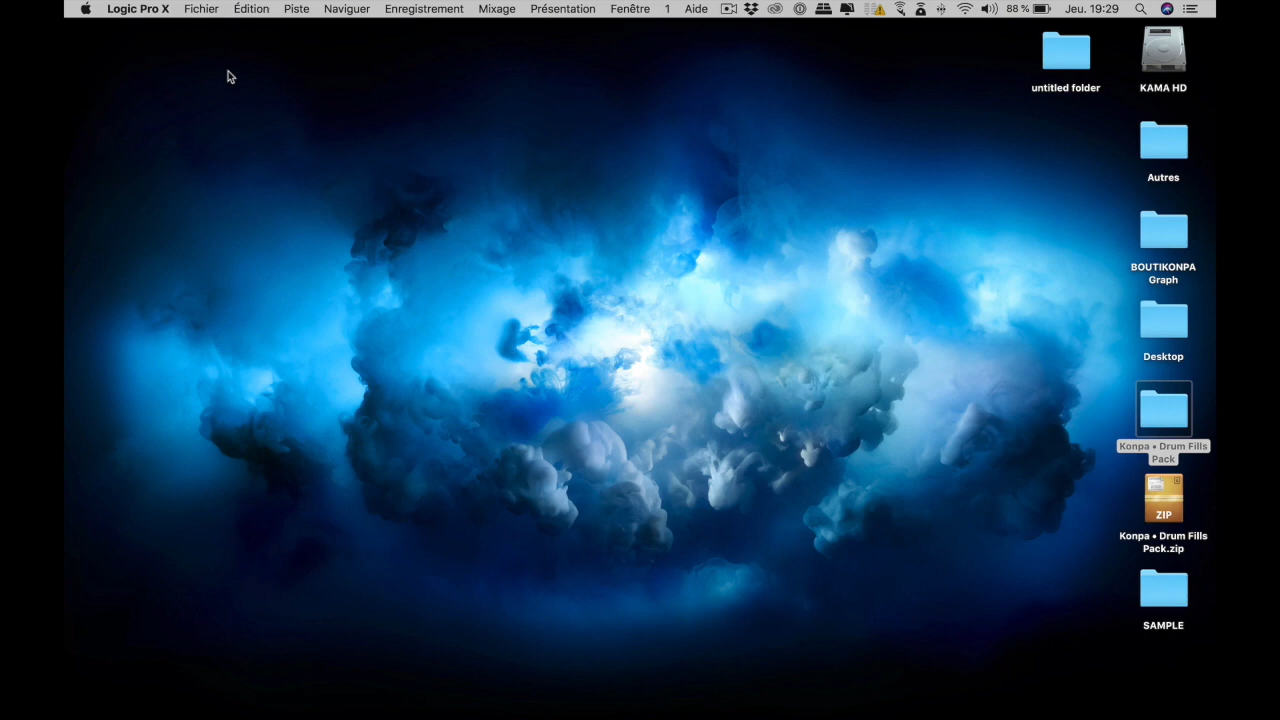 Logic Pro X Fichier Édition Piste Naviguer Enregistrement Mixage Présentation Fenêtre 1 Aide 88 % Jeu. 19:29
untitled folder
KAMA HD
Autres
BOUTIKONPA
Graph
Desktop
Konpa • Drum Fills
Pack
ZIP
Konpa • Drum Fills
Pack.zip
SAMPLE